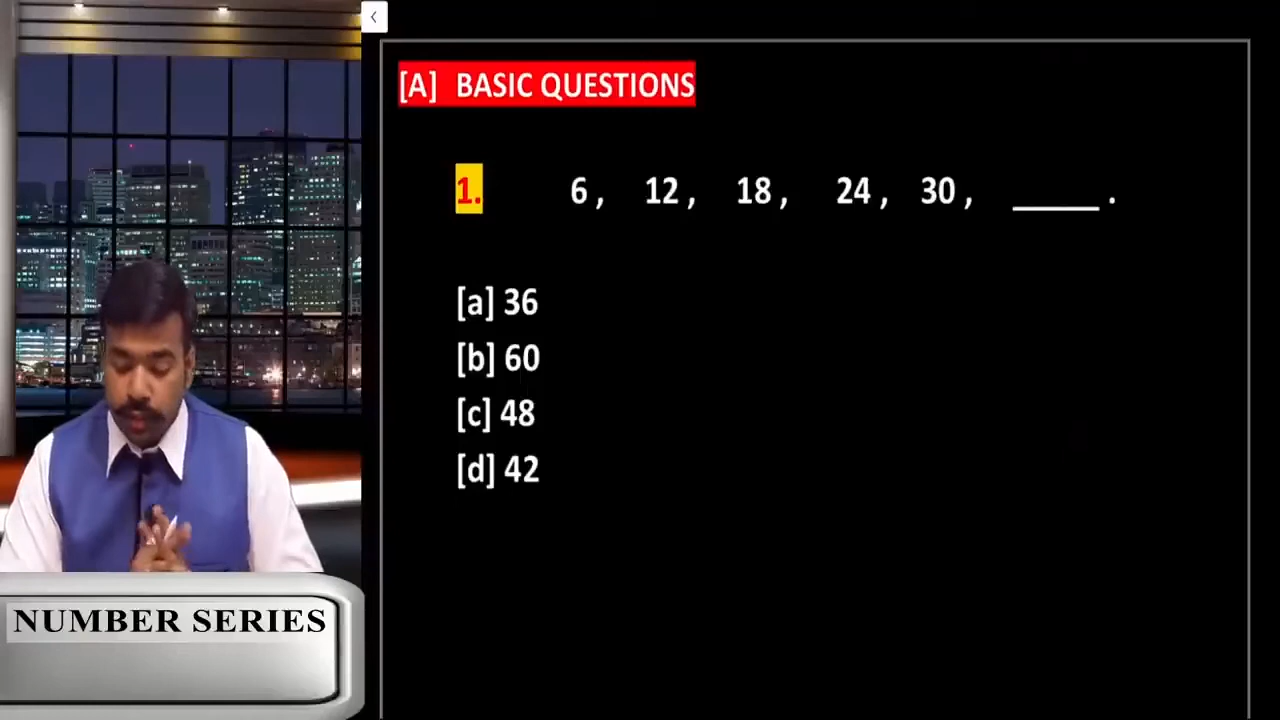 [A] BASIC QUESTIONS
1. 6 , 12 , 18 , 24 , 30 , _____ .
[a] 36
[b] 60
[c] 48
[d] 42
NUMBER SERIES